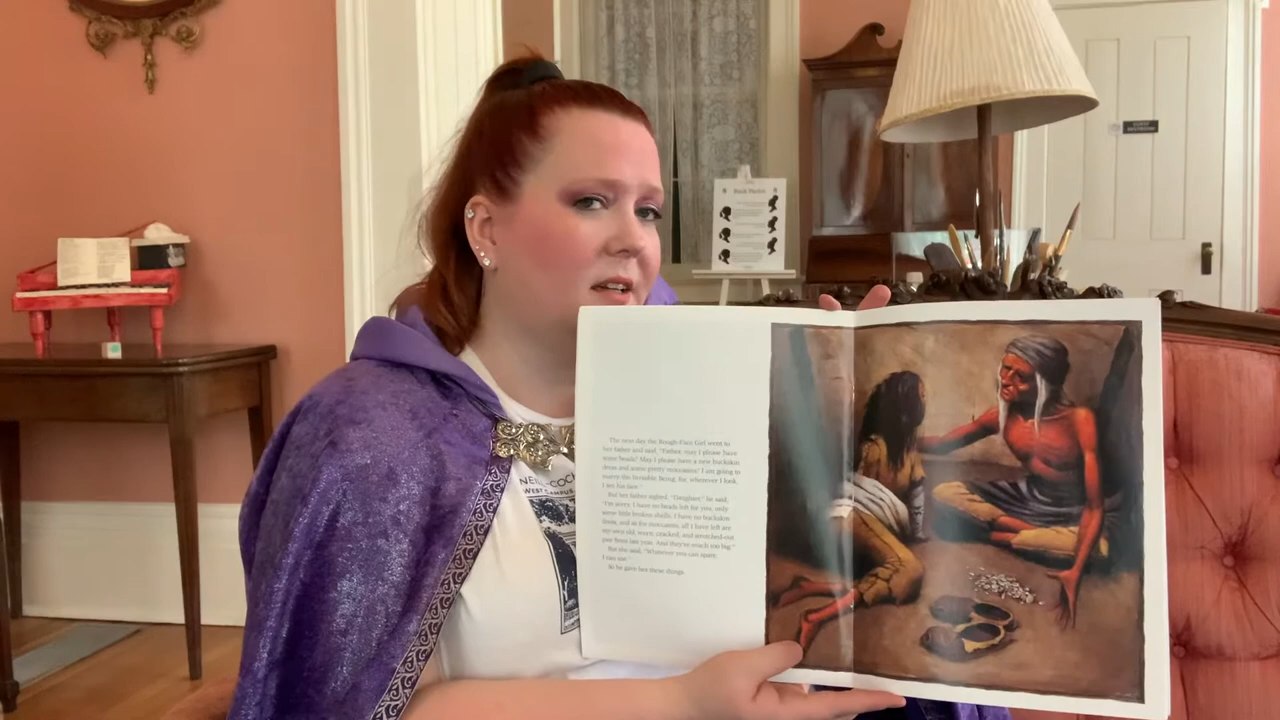 The next day the Rough-Face Girl went to
her father and said, "Father, may I please have
some beads? May I please have a new buckskin
dress and some pretty moccasins? I am going to
marry the Invisible Being, for, wherever I look,
I see his face."
But her father sighed. "Daughter," he said,
"I'm sorry. I have no beads left for you, only
some little broken shells. I have no buckskin
dress, and as for moccasins, all I have left are
my own old, worn, cracked, and stretched-out
pair from last year. And they're much too big."
But she said, "Whatever you can spare,
I can use."
So he gave her these things.
WEST CAMPUS
RESTROOM